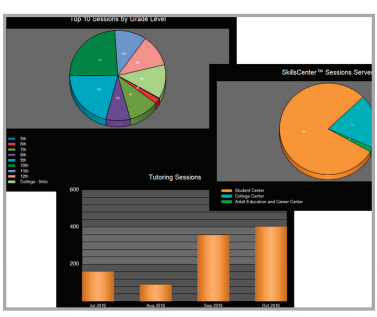 Top 10 Sessions by Grade Level
5th
6th
7th
8th
9th
10th
11th
12th
College - Intro
SkillsCenter™ Sessions Serve
Student Center
College Center
Adult Education and Career Center
Tutoring Sessions
600
400
200
Jul 2010
Aug 2010
Sep 2010
Oct 2010